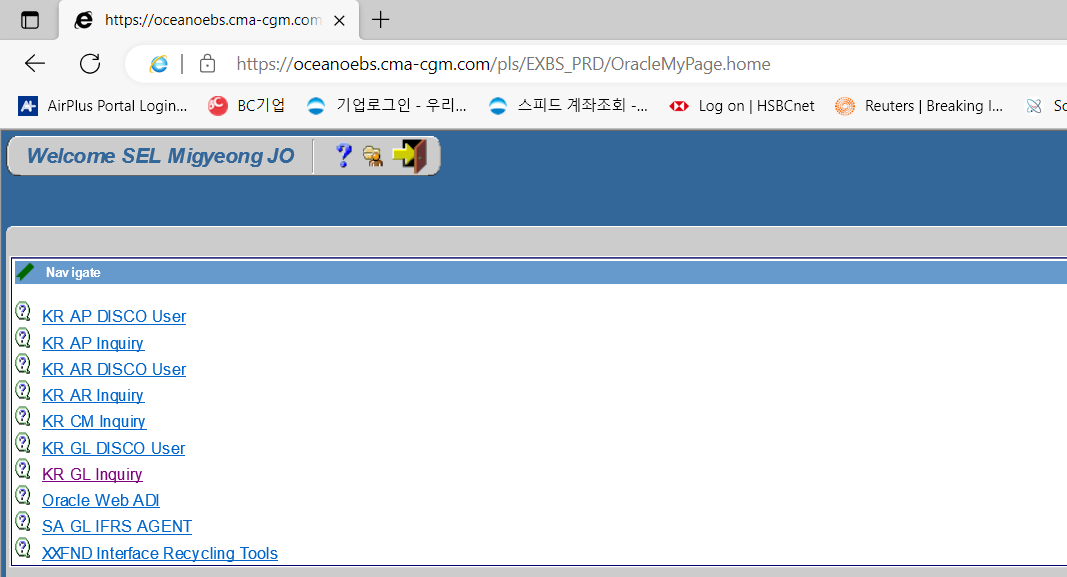 https://oceanoebs.cma-cgm.com
https://oceanoebs.cma-cgm.com/pls/EXBS_PRD/OracleMyPage.home
AirPlus Portal Login... BC기업 기업로그인 - 우리... 스피드 계좌조회 -... Log on | HSBCnet Reuters | Breaking I... Sc
Welcome SEL Migyeong JO
Navigate
KR AP DISCO User
KR AP Inquiry
KR AR DISCO User
KR AR Inquiry
KR CM Inquiry
KR GL DISCO User
KR GL Inquiry
Oracle Web ADI
SA GL IFRS AGENT
XXFND Interface Recycling Tools